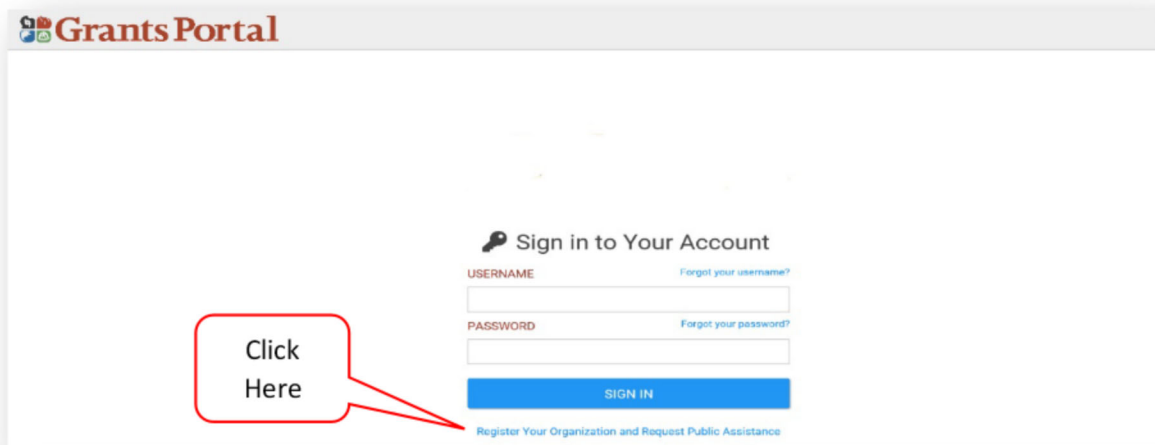 Grants Portal
Sign in to Your Account
USERNAME Forgot your username?
PASSWORD Forgot your password?
Click
Here
SIGN IN
Register Your Organization and Request Public Assistance